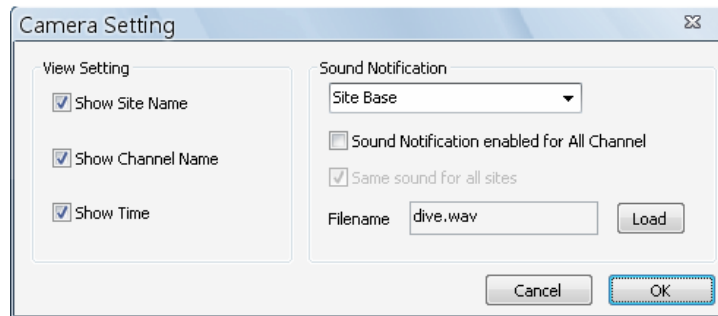 Camera Setting
View Setting
Show Site Name
Show Channel Name
Show Time
Sound Notification
Site Base
Sound Notification enabled for All Channel
Same sound for all sites
Filename dive.wav Load
Cancel OK